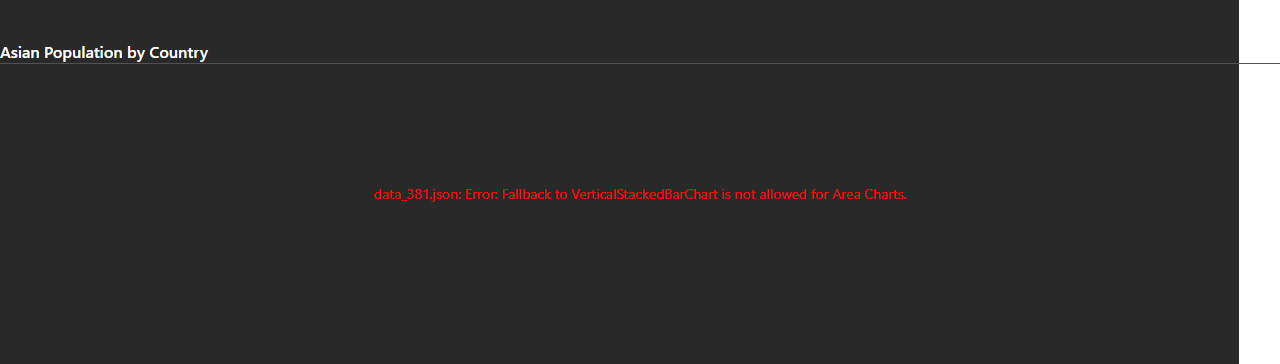 Asian Population by Country
data_381.json: Error: Fallback to VerticalStackedBarChart is not allowed for Area Charts.